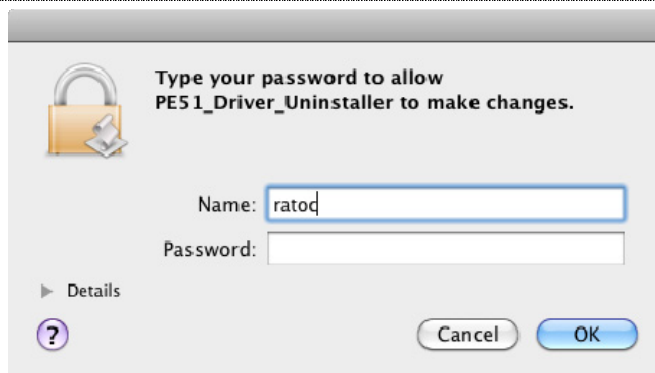 Type your password to allow
PE51_Driver_Uninstaller to make changes.
Name: ratoc
Password:
Details
? Cancel OK